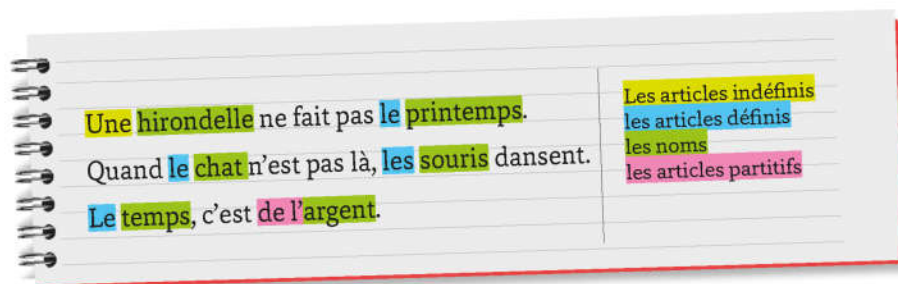 Une hirondelle ne fait pas le printemps.
Quand le chat n'est pas là, les souris dansent.
Le temps, c'est de l'argent.
Les articles indéfinis
les articles définis
les noms
les articles partitifs